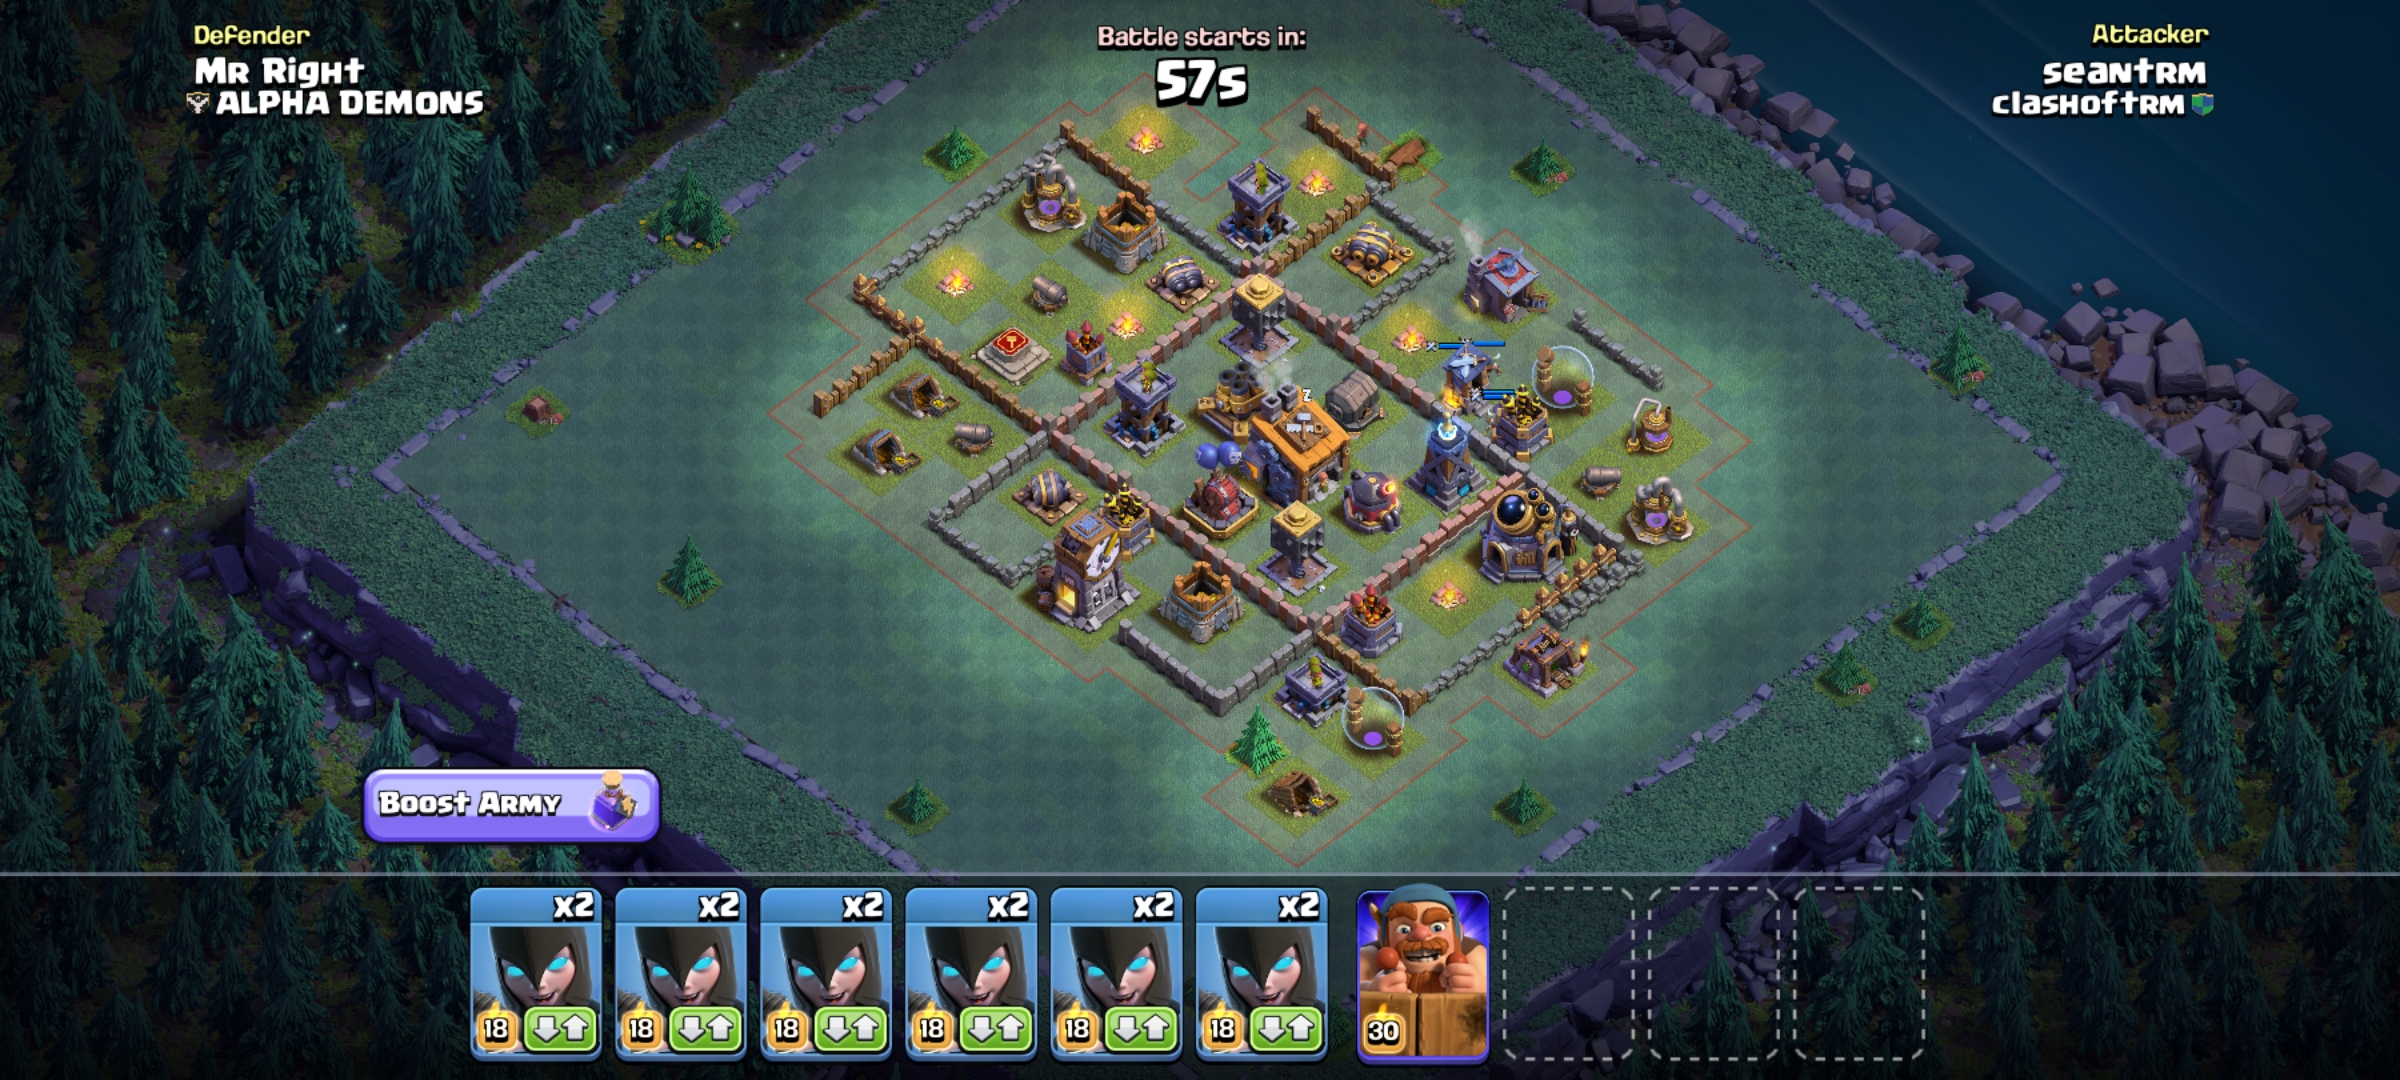 Defender
Mr Right
ALPHA DEMONS
Battle starts in:
57s
Attacker
seantRM
clashoftRM
Boost Army
x2
x2
x2
x2
x2
x2
18
18
18
18
18
18
30